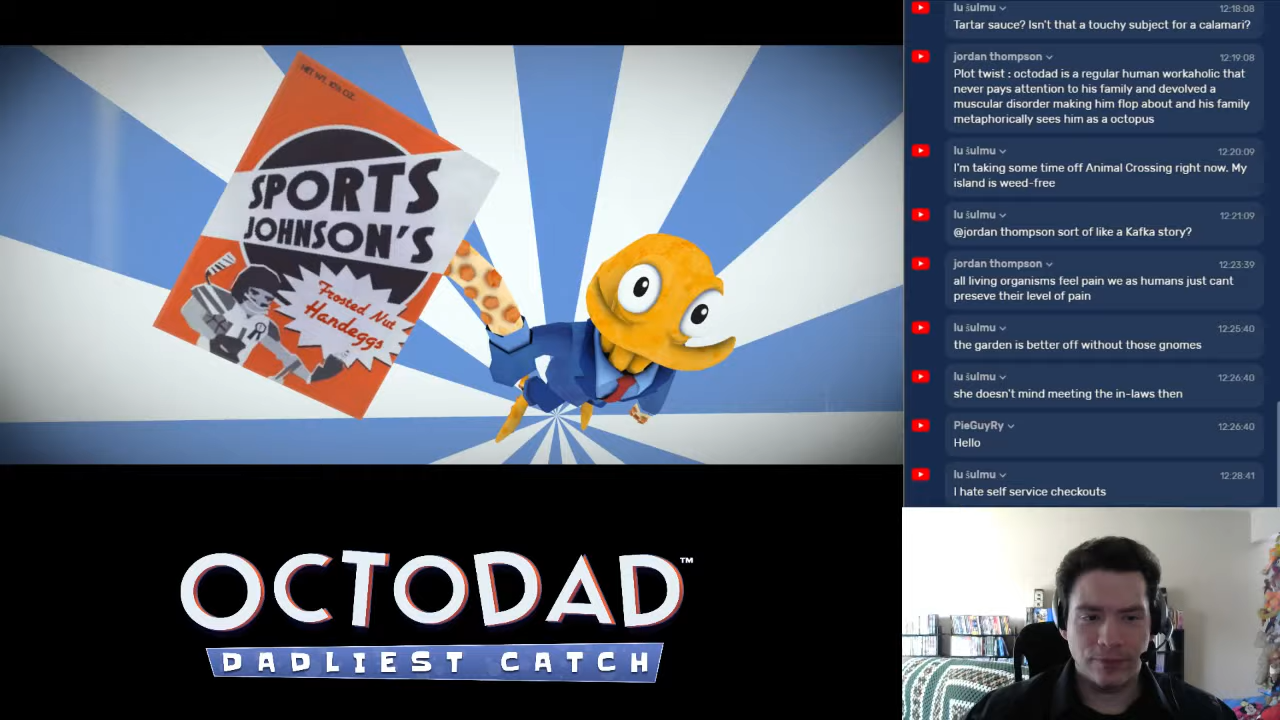 NET WT. 10½ OZ.
SPORTS
JOHNSON'S
Frosted Nut
Handeggs
OCTODAD™
DADLIEST CATCH
lu šulmu 12:18:08
Tartar sauce? Isn't that a touchy subject for a calamari?
jordan thompson 12:19:08
Plot twist : octodad is a regular human workaholic that
never pays attention to his family and devolved a
muscular disorder making him flop about and his family
metaphorically sees him as a octopus
lu šulmu 12:20:09
I'm taking some time off Animal Crossing right now. My
island is weed-free
lu šulmu 12:21:09
@jordan thompson sort of like a Kafka story?
jordan thompson 12:23:39
all living organisms feel pain we as humans just cant
preseve their level of pain
lu šulmu 12:25:40
the garden is better off without those gnomes
lu šulmu 12:26:40
she doesn't mind meeting the in-laws then
PieGuyRy 12:26:40
Hello
lu šulmu 12:28:41
I hate self service checkouts